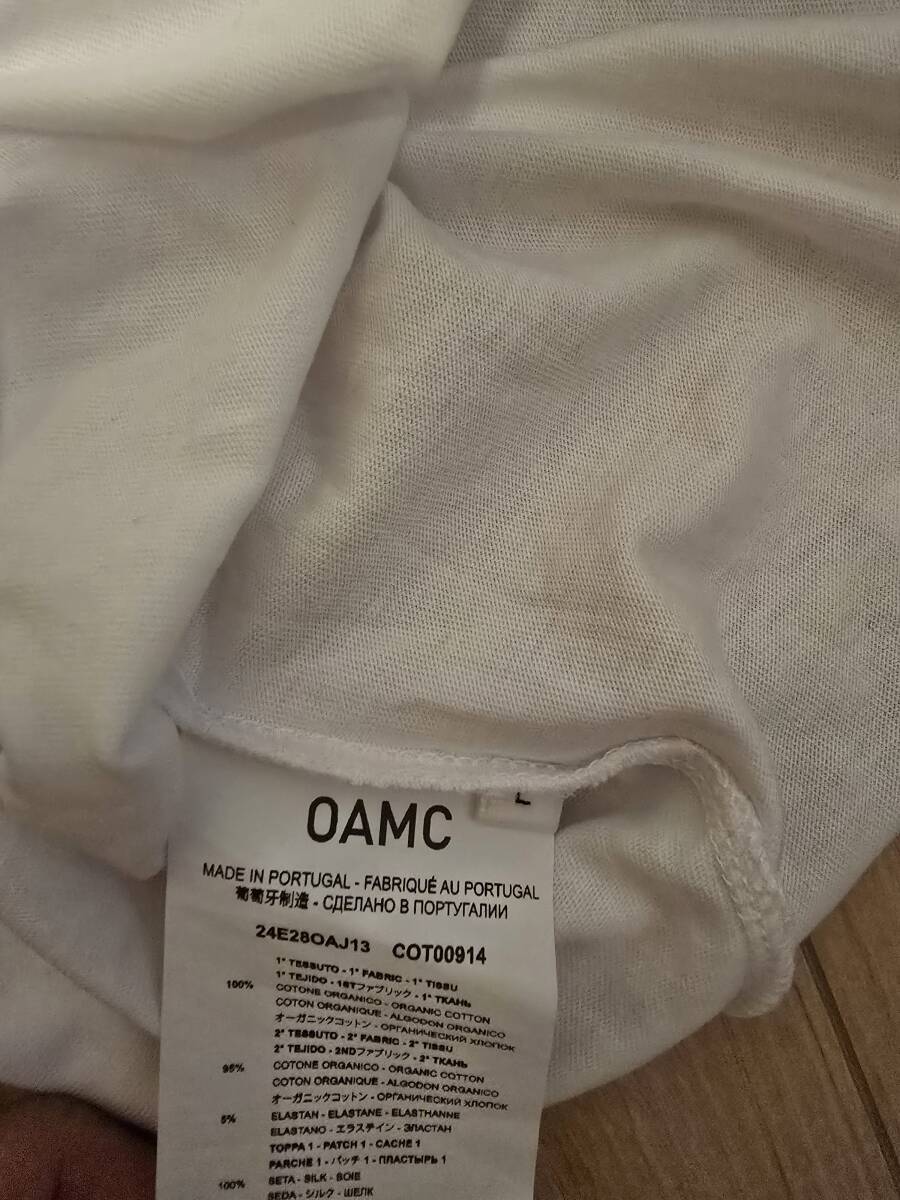 L
OAMC
MADE IN PORTUGAL - FABRIQUÉ AU PORTUGAL
葡萄牙制造 - СДЕЛАНО В ПОРТУГАЛИИ
24E28OAJ13 COT00914
1° TESSUTO - 1° FABRIC - 1° TISSU
1° TEJIDO - 1STファブリック - 1° ТКАНЬ
100% COTONE ORGANICO - ORGANIC COTTON
COTON ORGANIQUE - ALGODON ORGANICO
オーガニックコットン - ОРГАНИЧЕСКИЙ ХЛОПОК
2° TESSUTO - 2° FABRIC - 2° TISSU
2° TEJIDO - 2NDファブリック - 2° ТКАНЬ
95% COTONE ORGANICO - ORGANIC COTTON
COTON ORGANIQUE - ALGODON ORGANICO
オーガニックコットン - ОРГАНИЧЕСКИЙ ХЛОПОК
5% ELASTAN - ELASTANE - ELASTHANNE
ELASTANO - エラステイン - ЭЛАСТАН
TOPPA 1 - PATCH 1 - CACHE 1
PARCHE 1 - パッチ 1 - ПЛАСТЫРЬ 1
100% SETA - SILK - SOIE
SEDA - シルク - ШЕЛК